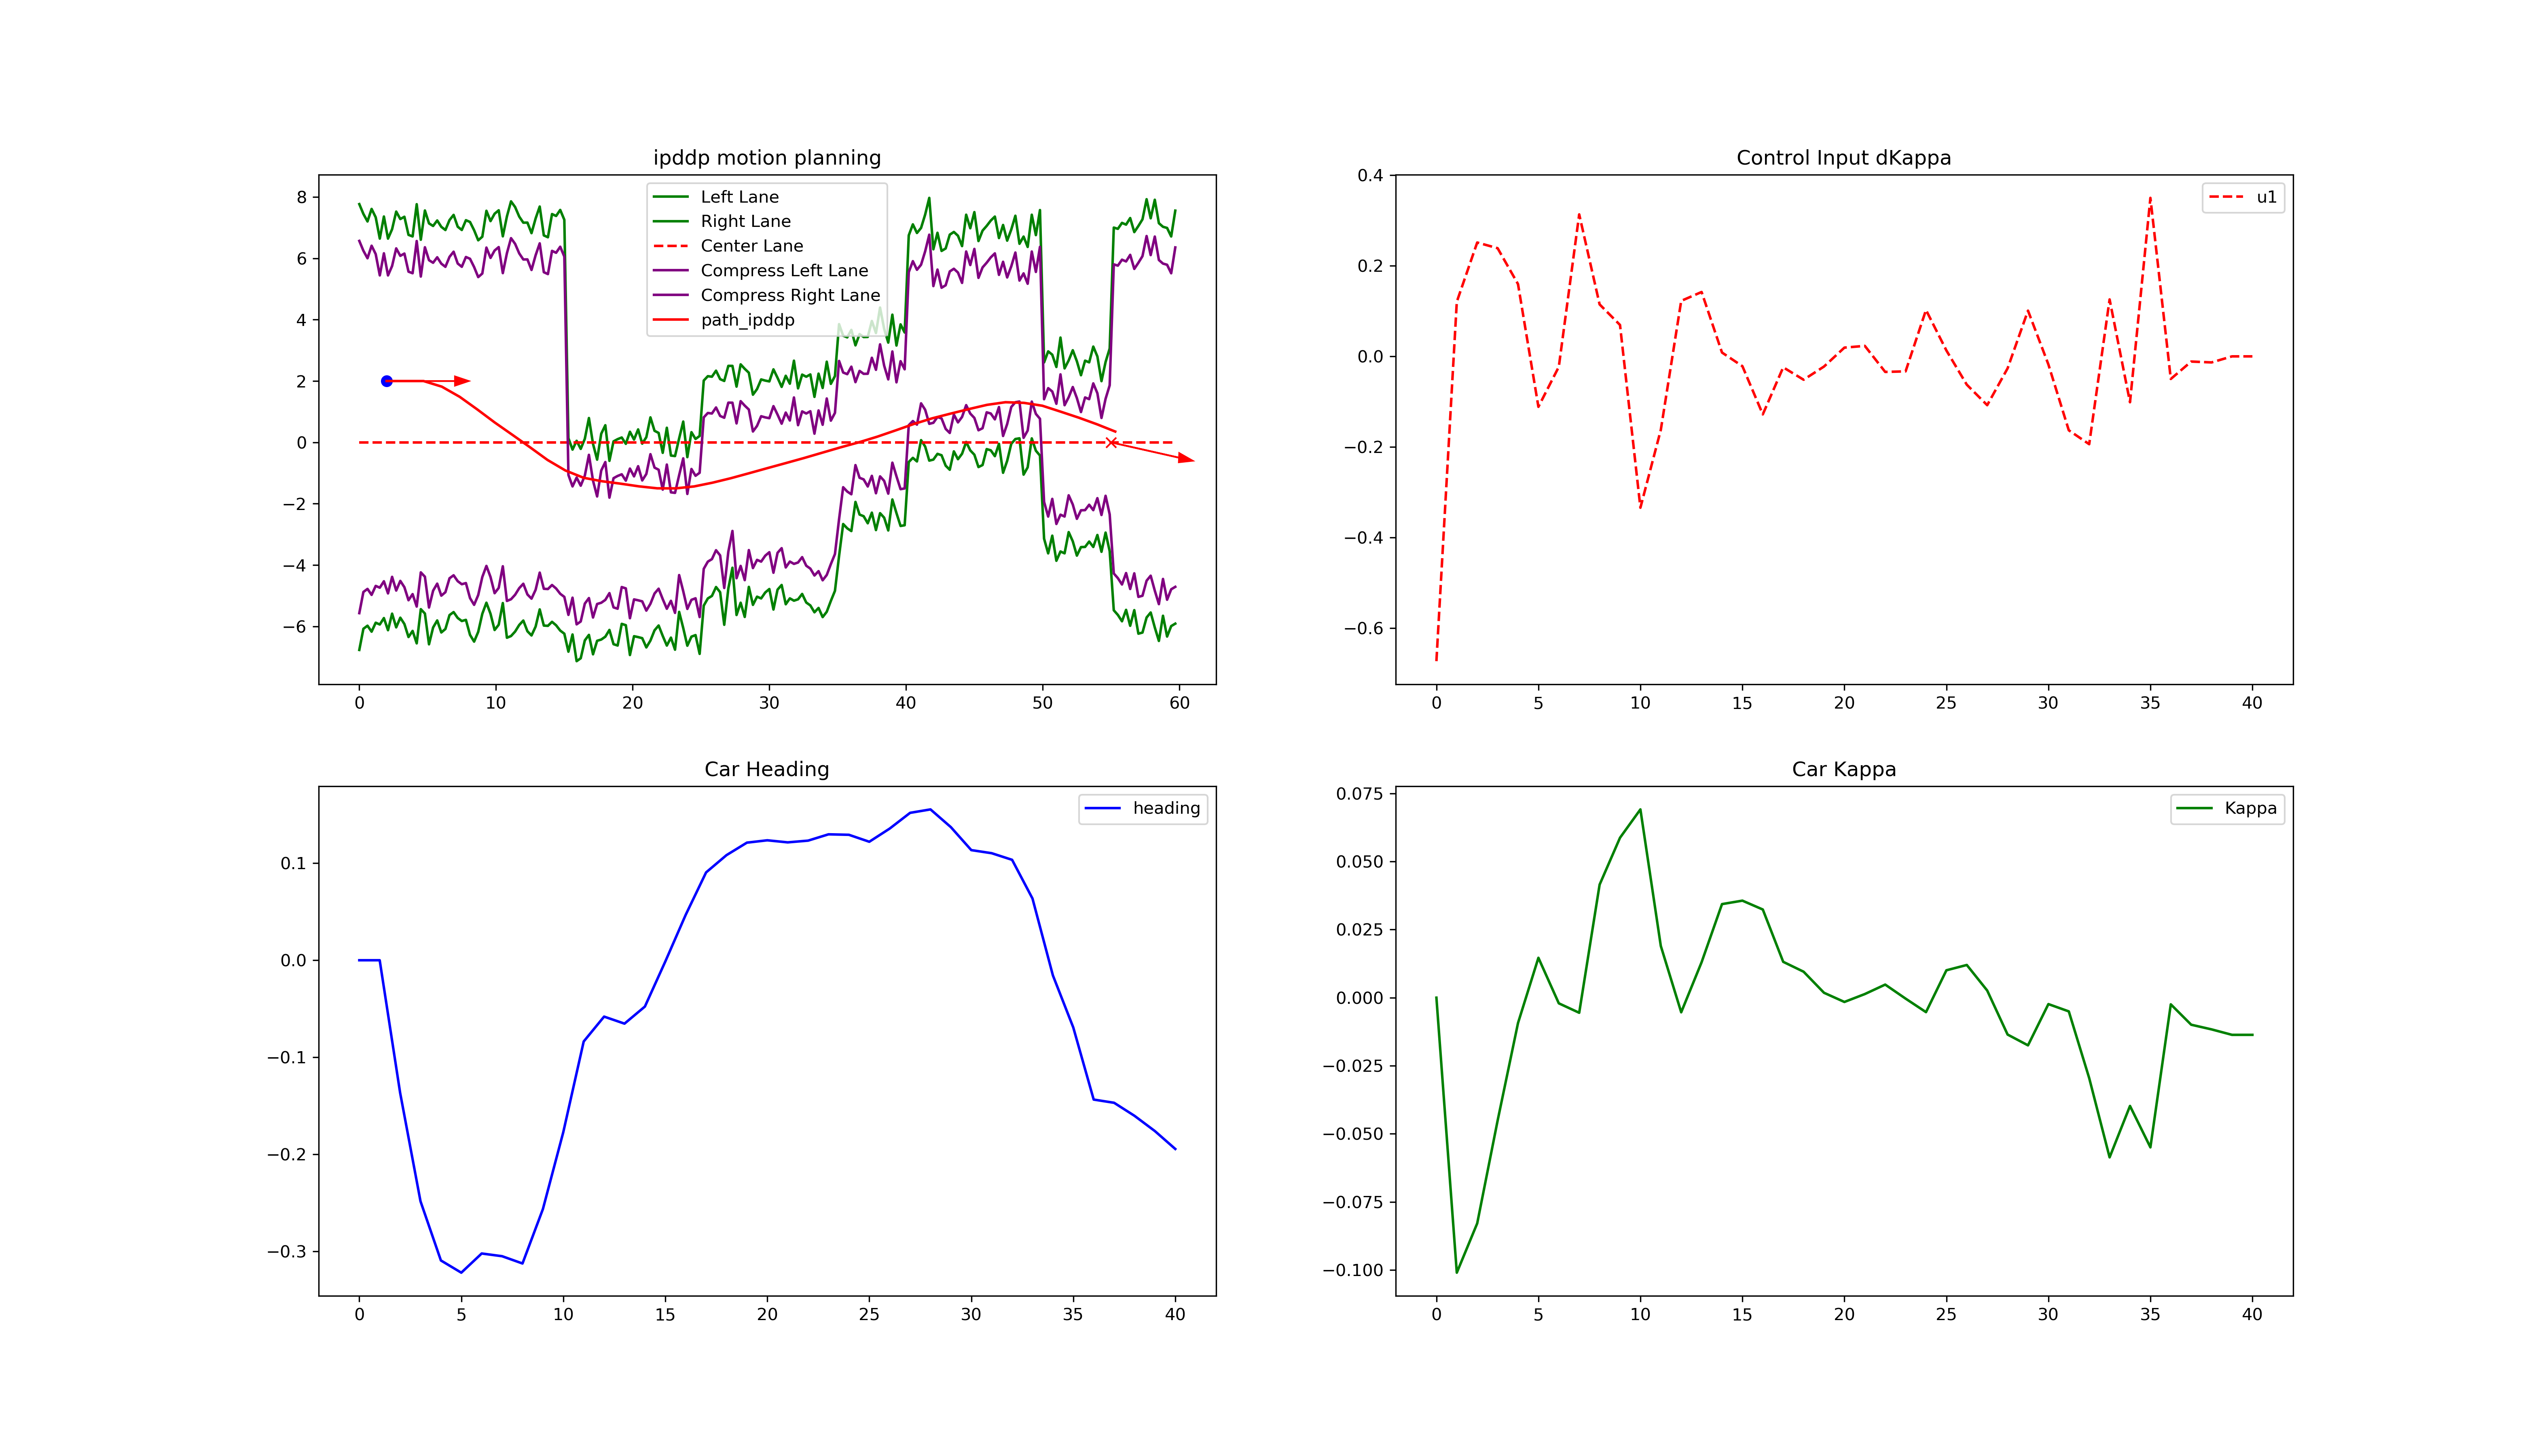 ipddp motion planning
8
6
4
2
0
−2
−4
−6
Left Lane
Right Lane
Center Lane
Compress Left Lane
Compress Right Lane
path_ipddp
0 10 20 30 40 50 60
Control Input dKappa
0.4
0.2
0.0
−0.2
−0.4
−0.6
u1
0 5 10 15 20 25 30 35 40
Car Heading
0.1
0.0
−0.1
−0.2
−0.3
heading
0 5 10 15 20 25 30 35 40
Car Kappa
0.075
0.050
0.025
0.000
−0.025
−0.050
−0.075
−0.100
Kappa
0 5 10 15 20 25 30 35 40